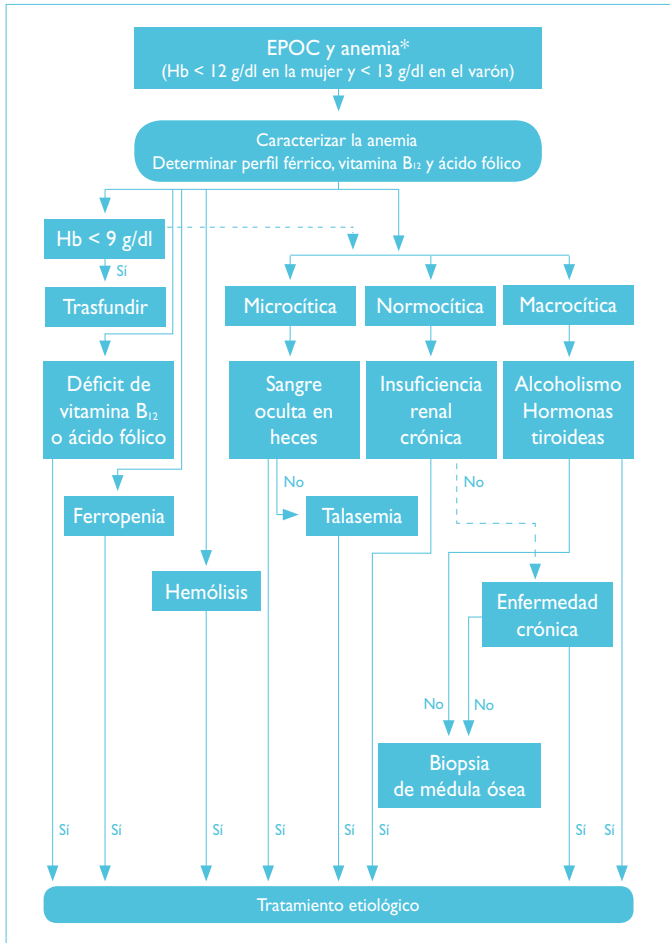 EPOC y anemia*
(Hb < 12 g/dl en la mujer y < 13 g/dl en el varón)
Caracterizar la anemia
Determinar perfil férrico, vitamina B₁₂ y ácido fólico
Hb < 9 g/dl
Sí
Trasfundir
Microcítica
Normocítica
Macrocítica
Déficit de
vitamina B₁₂
o ácido fólico
Sangre
oculta en
heces
Insuficiencia
renal
crónica
Alcoholismo
Hormonas
tiroideas
No
No
Ferropenia
Talasemia
Hemólisis
Enfermedad
crónica
No
No
Biopsia
de médula ósea
Sí
Sí
Sí
Sí
Sí
Sí
Sí
Si
Tratamiento etiológico